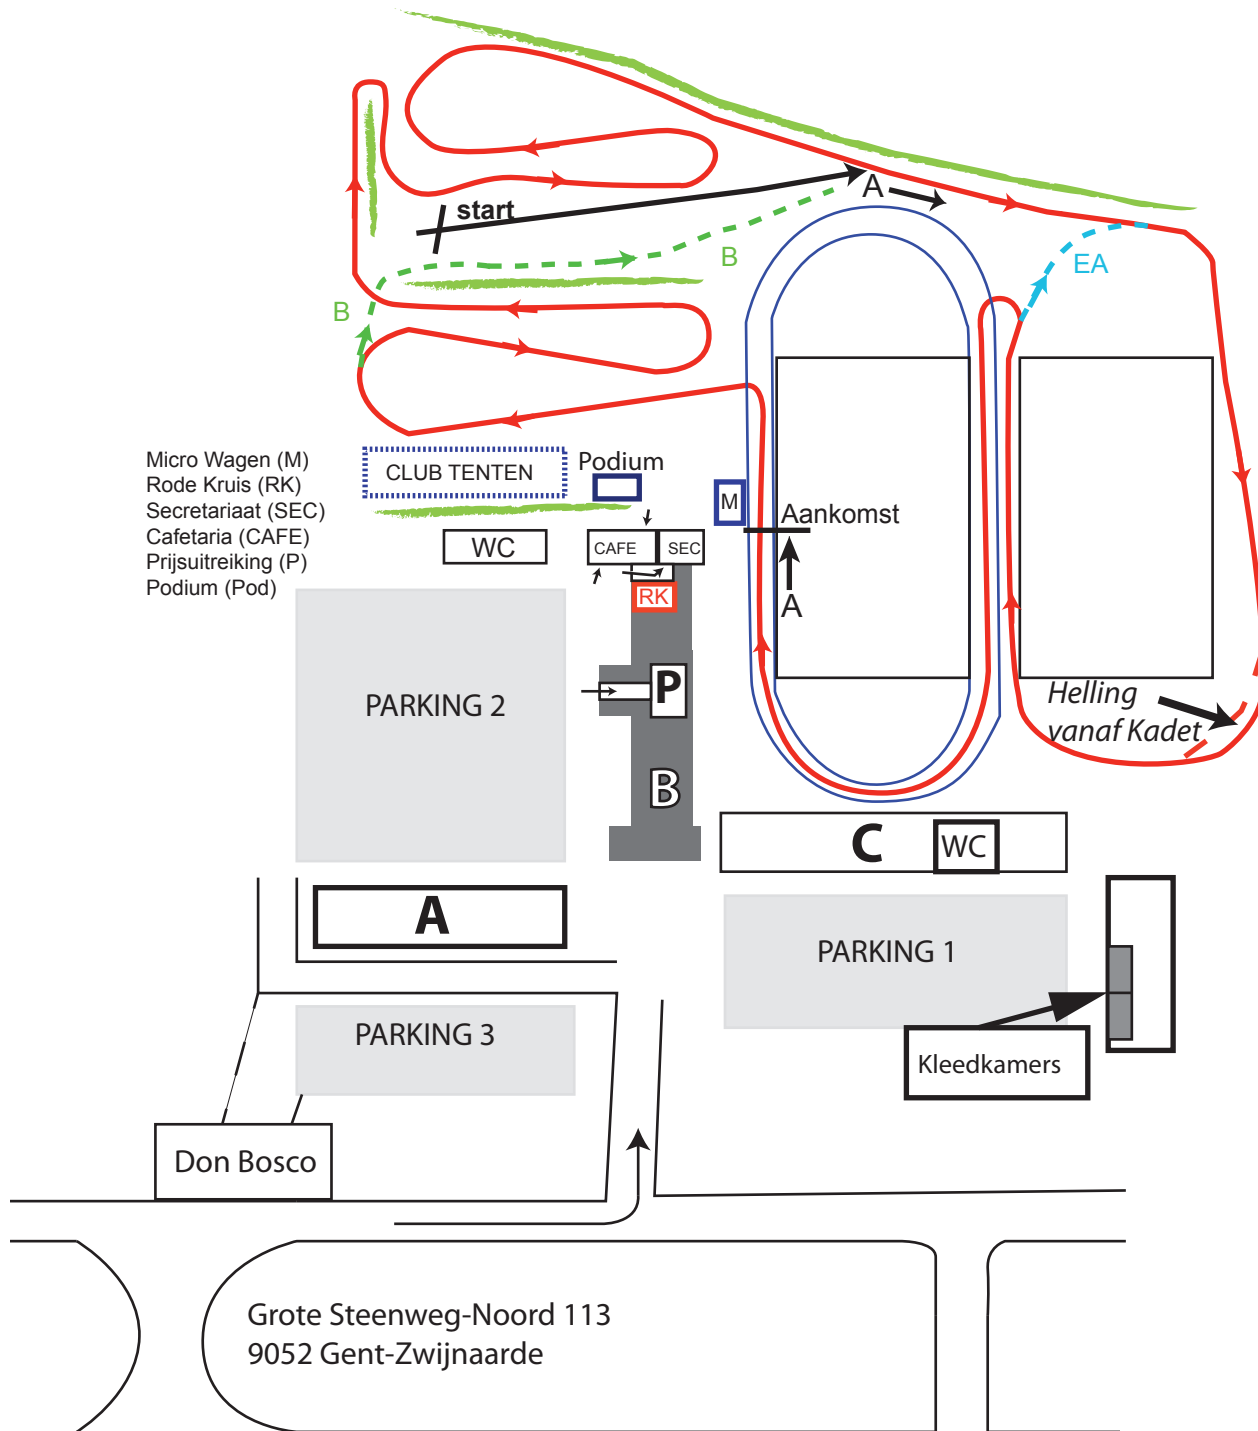 A
start
B
EA
B
Micro Wagen (M)
Rode Kruis (RK)
Secretariaat (SEC)
Cafetaria (CAFE)
Prijsuitreiking (P)
Podium (Pod)
CLUB TENTEN
Podium
M
Aankomst
WC
CAFE
SEC
RK
A
PARKING 2
P
Helling
vanaf Kadet
B
C
WC
A
PARKING 1
PARKING 3
Kleedkamers
Don Bosco
Grote Steenweg-Noord 113
9052 Gent-Zwijnaarde